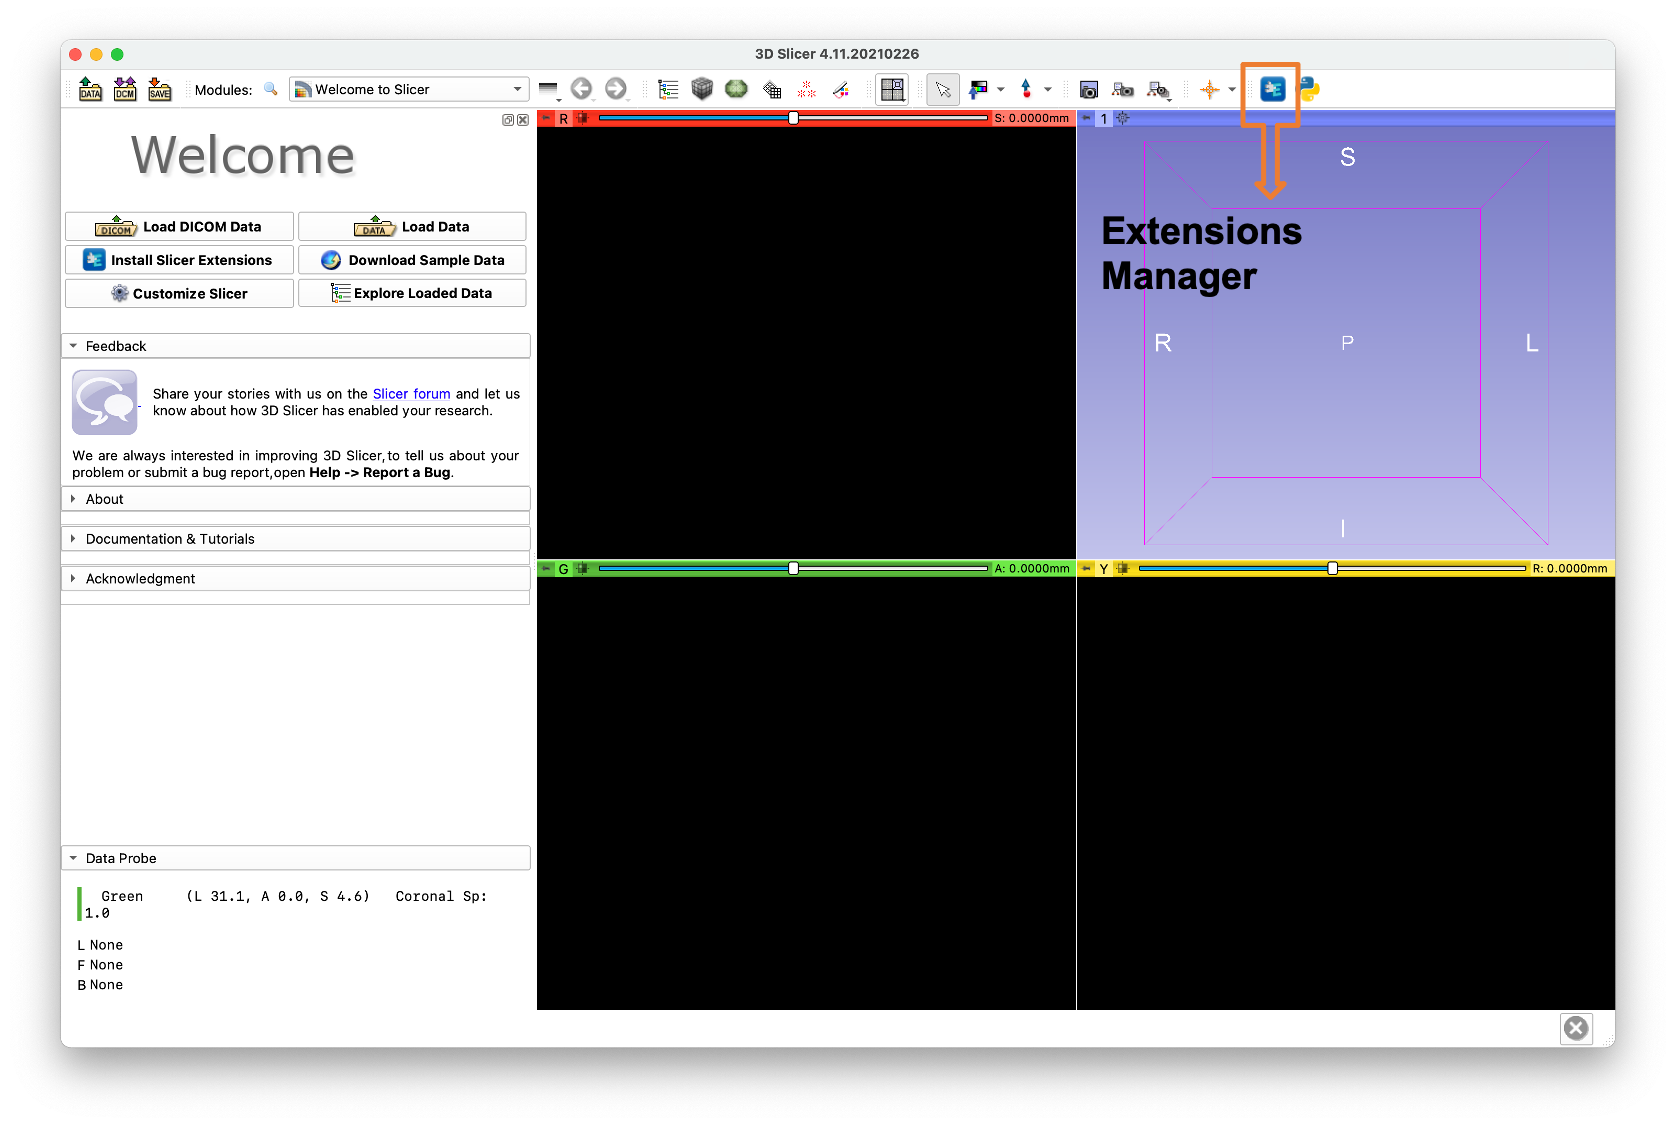 3D Slicer 4.11.20210226
DATA DCM SAVE Modules: Welcome to Slicer
R S: 0.0000mm 1
Welcome
Load DICOM Data Load Data
Install Slicer Extensions Download Sample Data
Customize Slicer Explore Loaded Data
Feedback
Share your stories with us on the Slicer forum and let us
know about how 3D Slicer has enabled your research.
We are always interested in improving 3D Slicer,to tell us about your
problem or submit a bug report,open Help -> Report a Bug.
About
Documentation & Tutorials
Acknowledgment
Data Probe
Green (L 31.1, A 0.0, S 4.6) Coronal Sp:
1.0
L None
F None
B None
S
Extensions
Manager
R P L
I
G A: 0.0000mm Y R: 0.0000mm
DICOM DATA